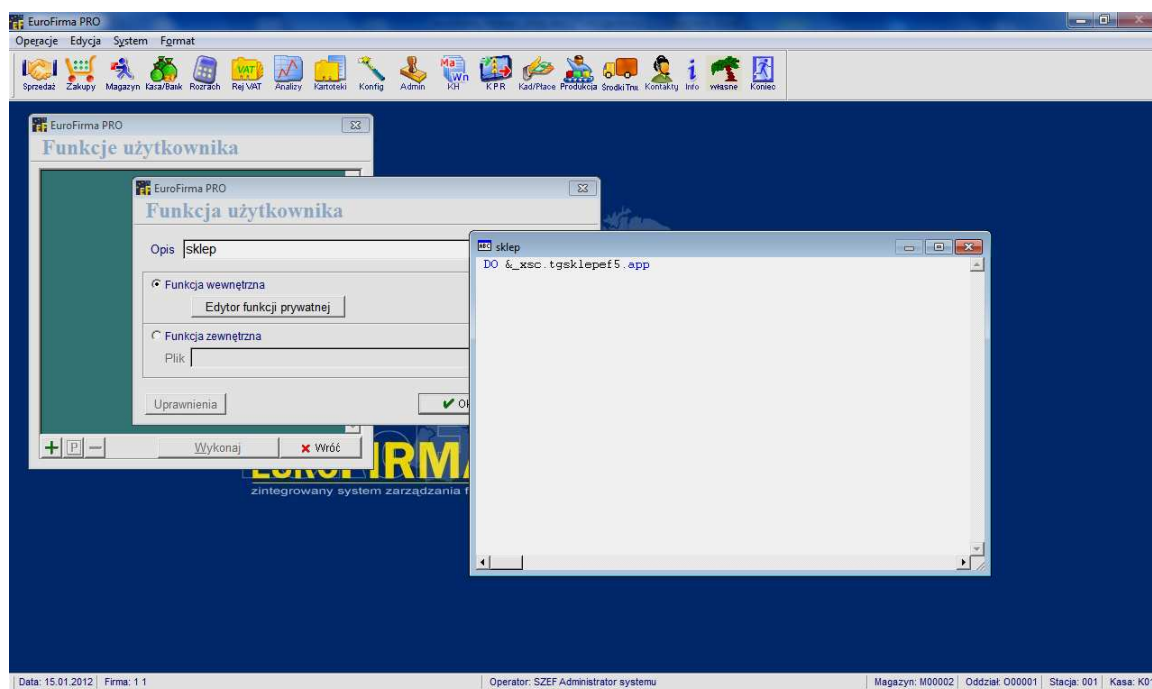 EuroFirma PRO
Operacje Edycja System Format
Sprzedaż Zakupy Magazyn Kasa/Bank Rozrach Rej VAT Analizy Kartoteki Konfig Admin KH KPR Kad/Płace Produkcja ŚrodkiTrw. Kontakty Info własne Koniec
EuroFirma PRO
Funkcje użytkownika
EuroFirma PRO
Funkcja użytkownika
Opis sklep
Funkcja wewnętrzna
Edytor funkcji prywatnej
Funkcja zewnętrzna
Plik
Uprawnienia
sklep
DO &_xsc.tgsklepef5.app
P Wykonaj Wróć
zintegrowany system zarządzania f
Data: 15.01.2012 Firma: 1 1 Operator: SZEF Administrator systemu Magazyn: M00002 Oddział: O00001 Stacja: 001 Kasa: K0